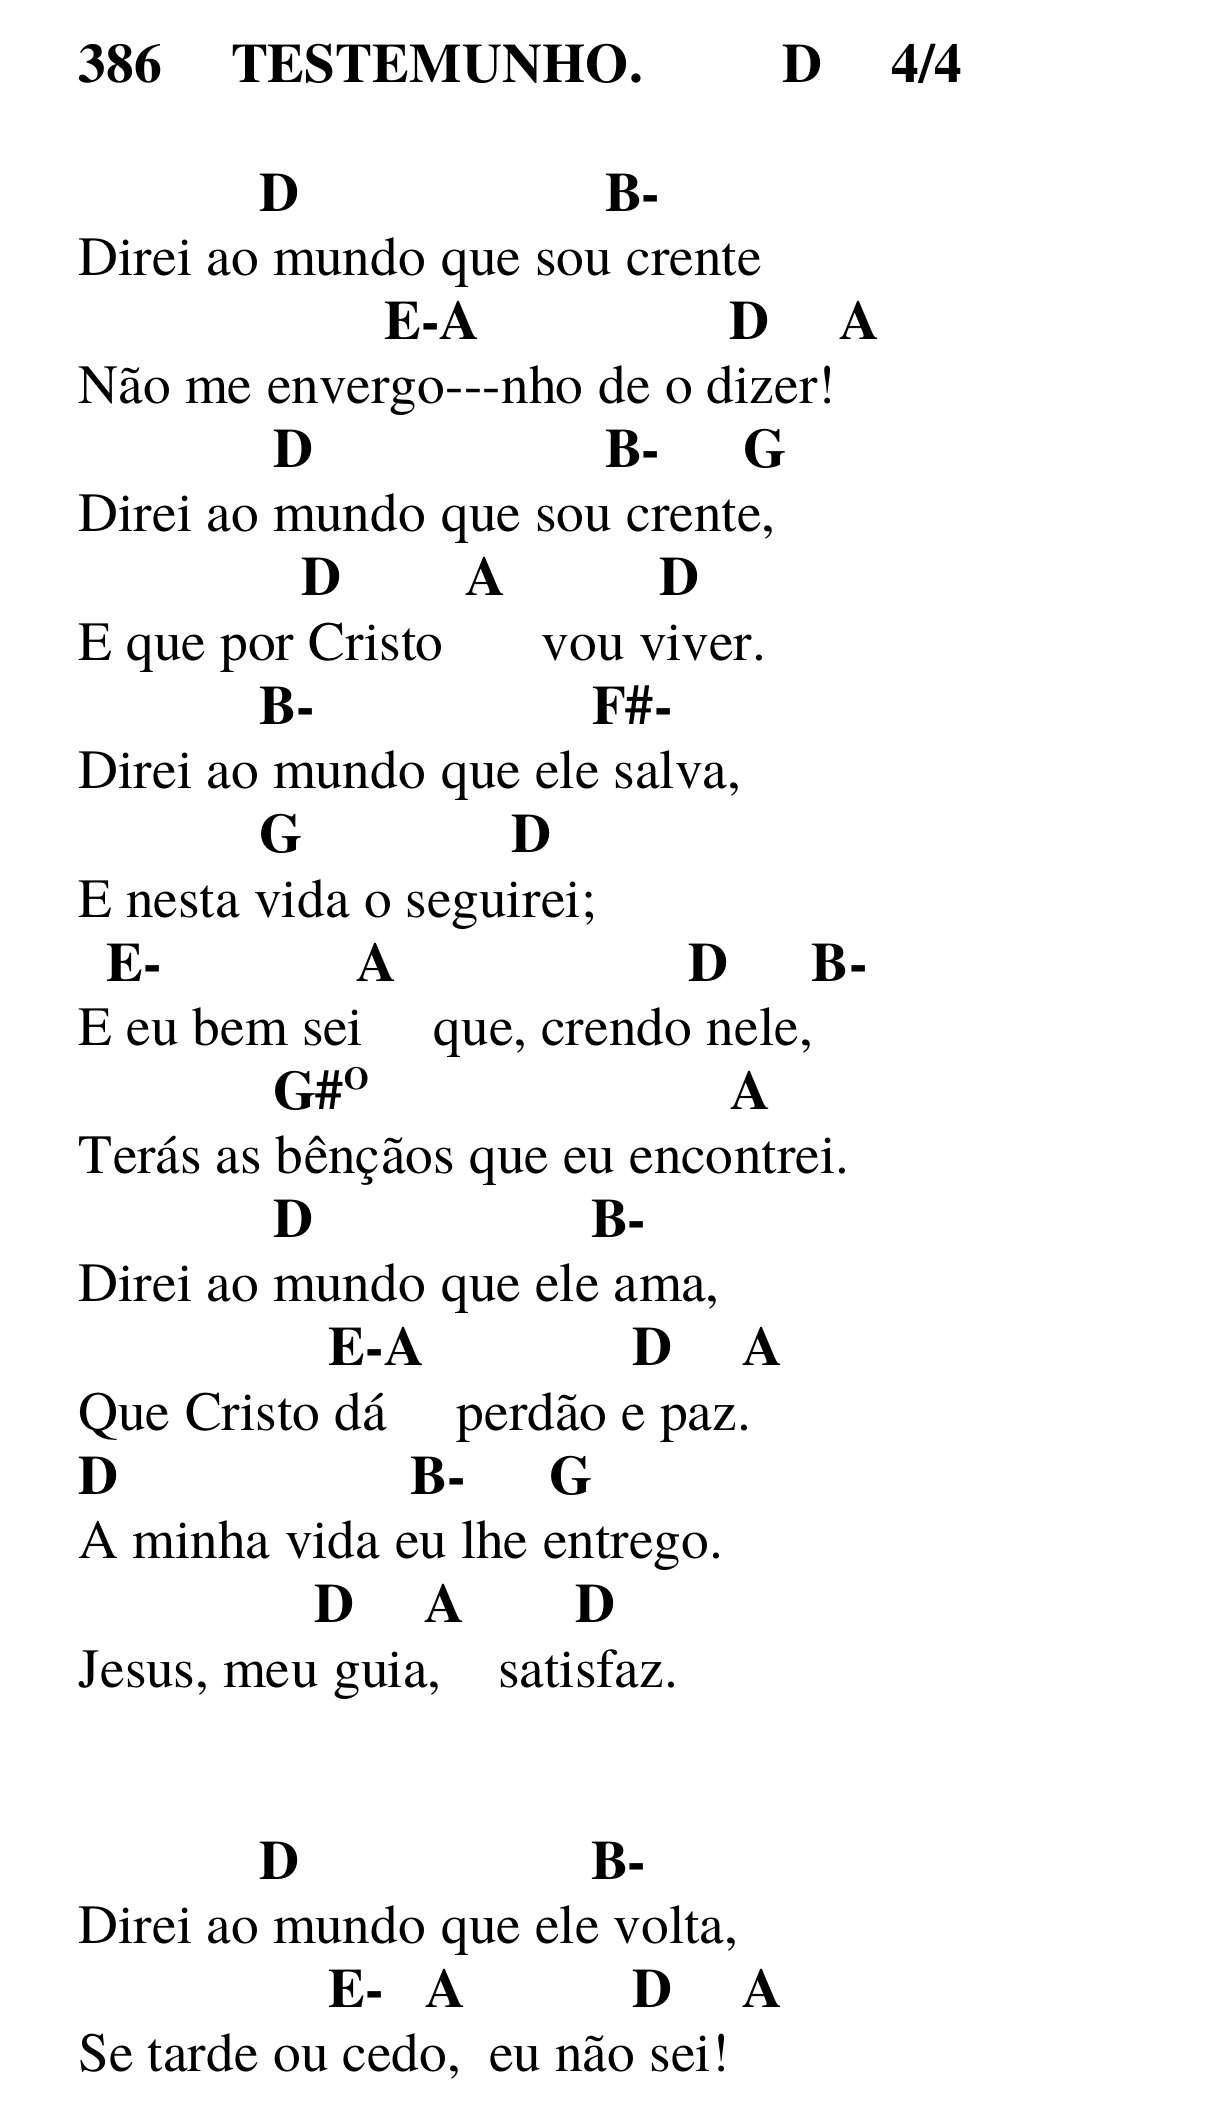 386 TESTEMUNHO. D 4/4
D B-
Direi ao mundo que sou crente
E-A D A
Não me envergo---nho de o dizer!
D B- G
Direi ao mundo que sou crente,
D A D
E que por Cristo vou viver.
B- F#-
Direi ao mundo que ele salva,
G D
E nesta vida o seguirei;
E- A D B-
E eu bem sei que, crendo nele,
G#º A
Terás as bênçãos que eu encontrei.
D B-
Direi ao mundo que ele ama,
E-A D A
Que Cristo dá perdão e paz.
D B- G
A minha vida eu lhe entrego.
D A D
Jesus, meu guia, satisfaz.
D B-
Direi ao mundo que ele volta,
E- A D A
Se tarde ou cedo, eu não sei!